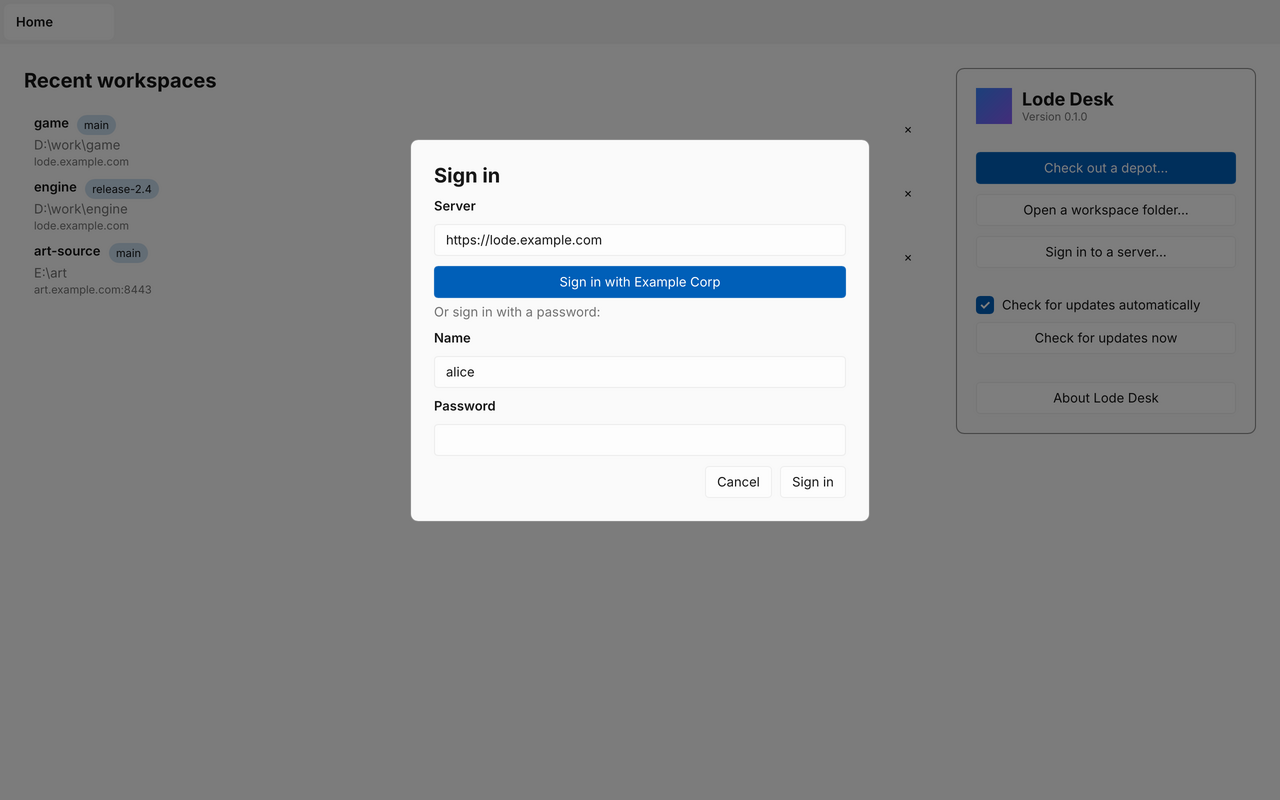 Home
Recent workspaces
game main
D:\work\game
lode.example.com
×
engine release-2.4
D:\work\engine
lode.example.com
×
art-source main
E:\art
art.example.com:8443
×
Sign in
Server
https://lode.example.com
Sign in with Example Corp
Or sign in with a password:
Name
alice
Password
Cancel Sign in
Lode Desk
Version 0.1.0
Check out a depot...
Open a workspace folder...
Sign in to a server...
Check for updates automatically
Check for updates now
About Lode Desk